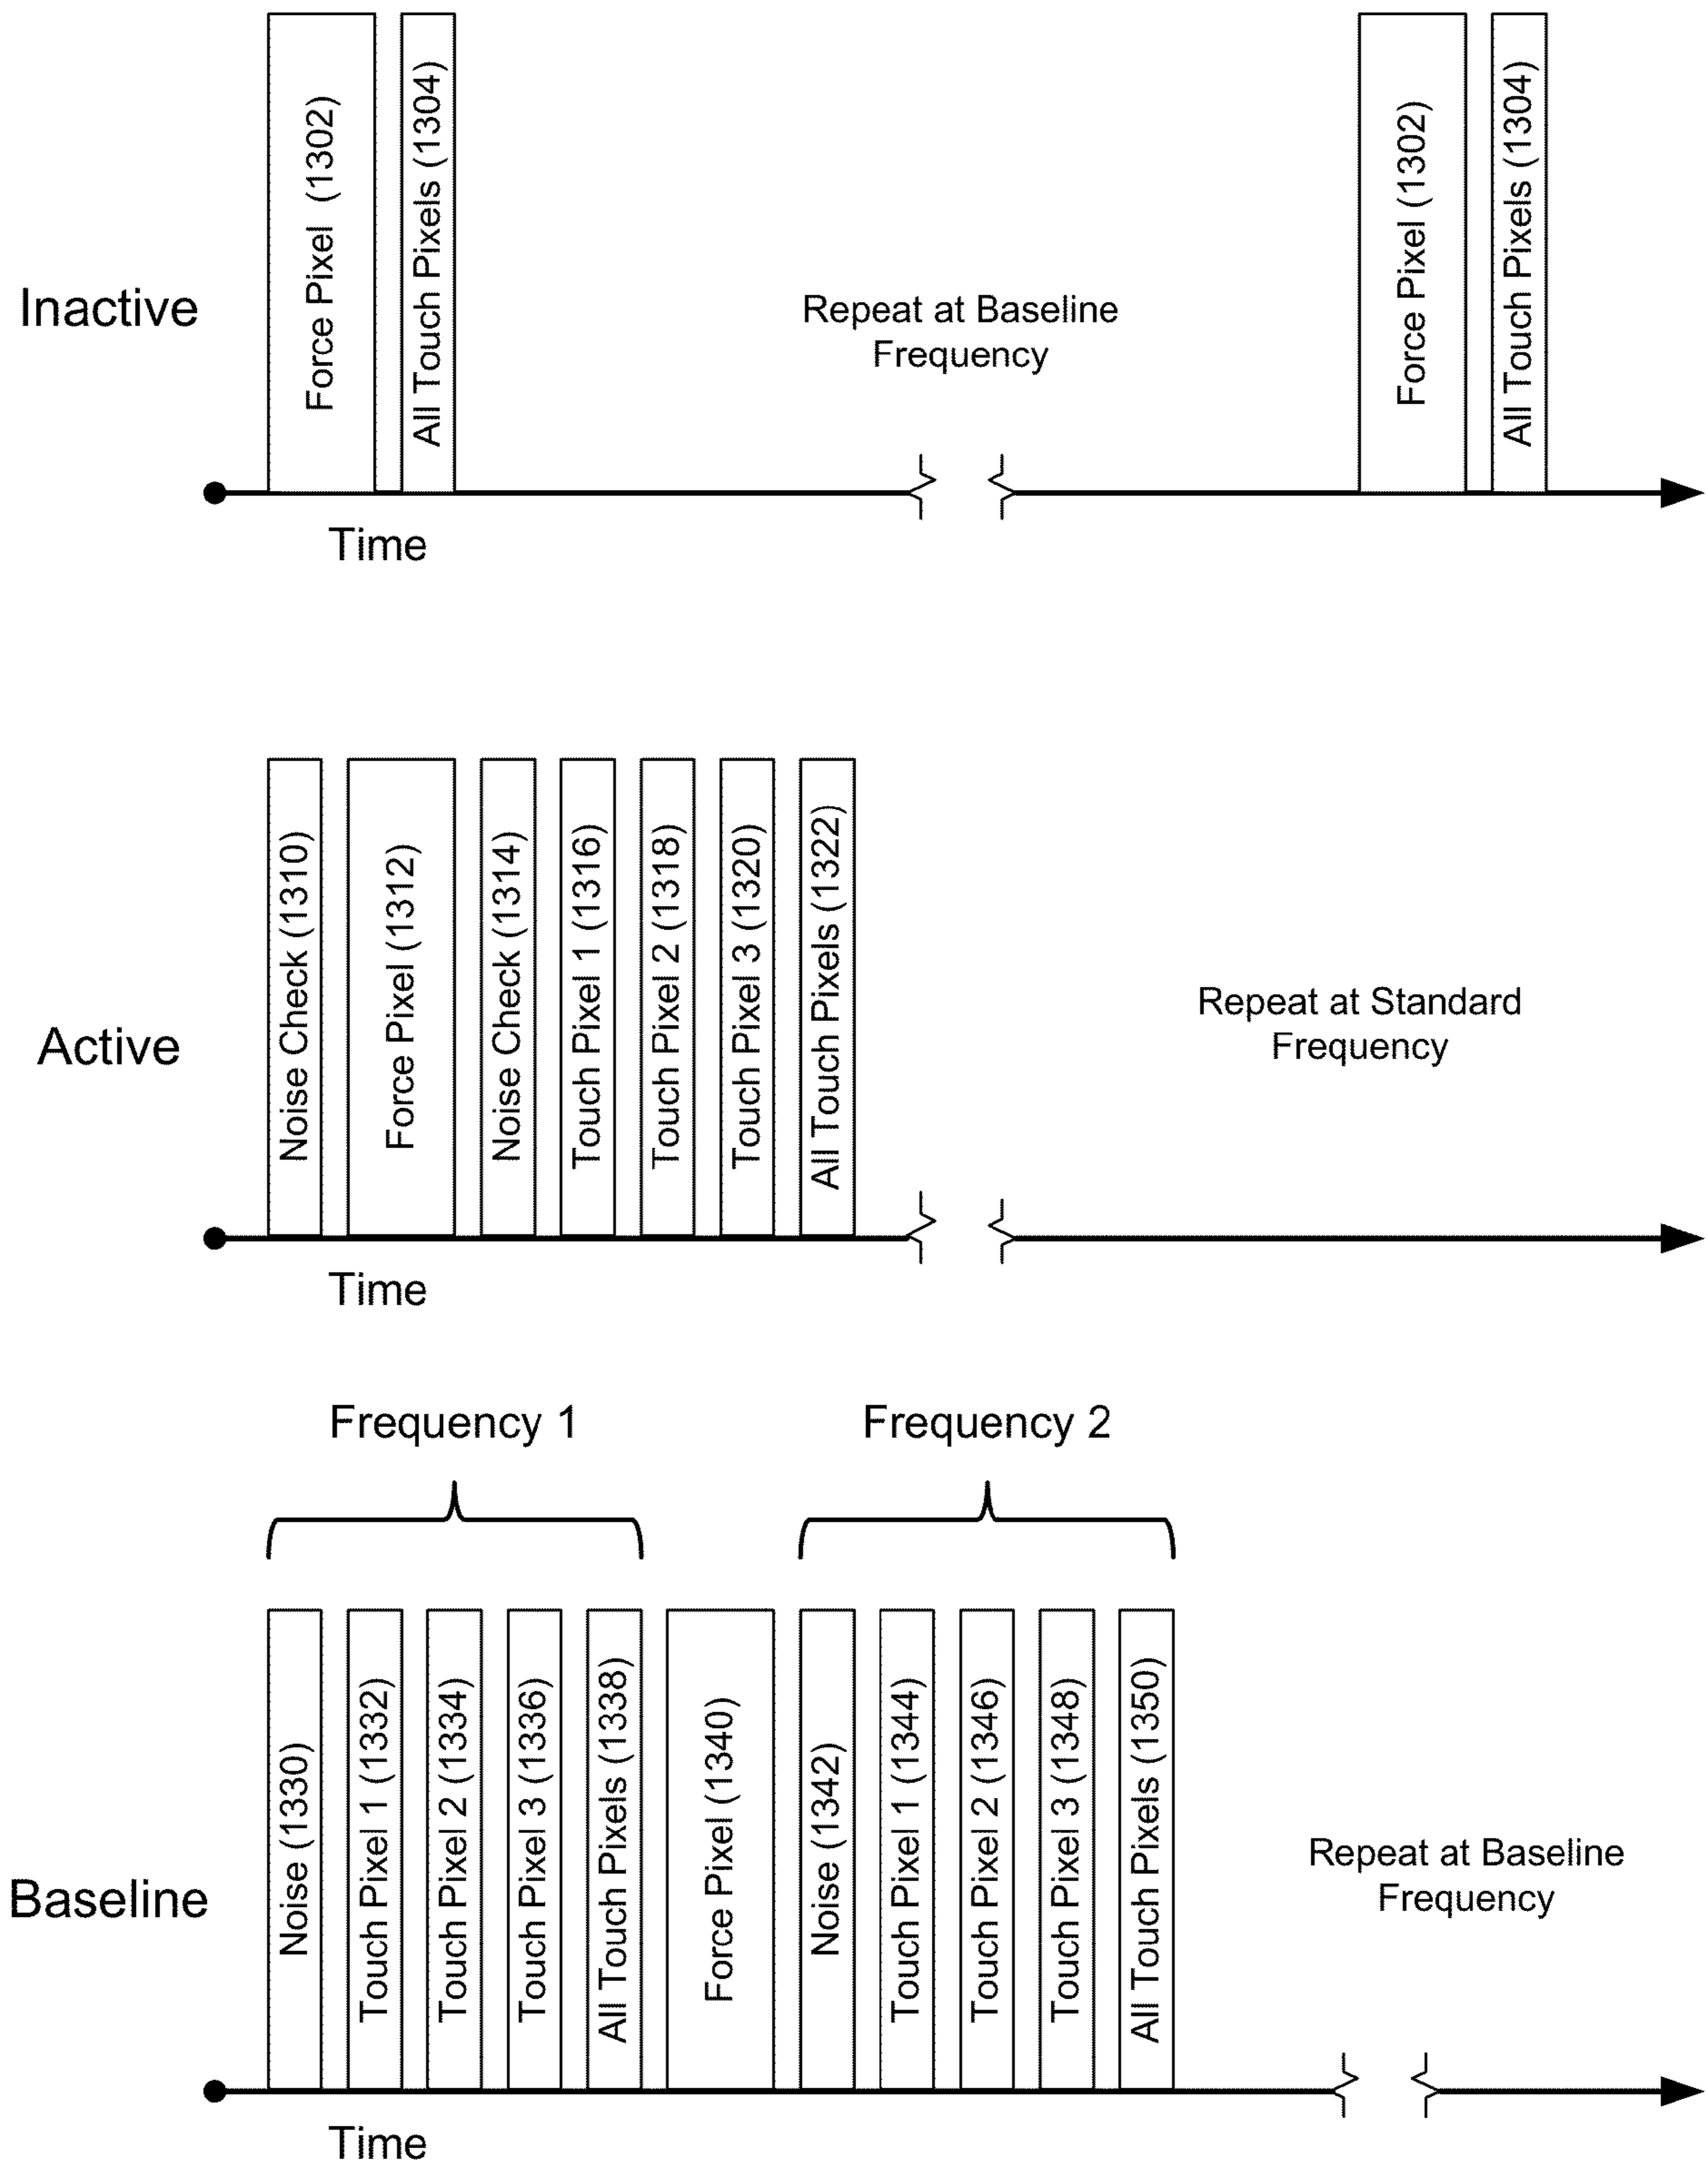 Inactive
Force Pixel (1302)
All Touch Pixels (1304)
Repeat at Baseline
Frequency
Force Pixel (1302)
All Touch Pixels (1304)
Time
Active
Noise Check (1310)
Force Pixel (1312)
Noise Check (1314)
Touch Pixel 1 (1316)
Touch Pixel 2 (1318)
Touch Pixel 3 (1320)
All Touch Pixels (1322)
Repeat at Standard
Frequency
Time
Frequency 1
Frequency 2
Baseline
Noise (1330)
Touch Pixel 1 (1332)
Touch Pixel 2 (1334)
Touch Pixel 3 (1336)
All Touch Pixels (1338)
Force Pixel (1340)
Noise (1342)
Touch Pixel 1 (1344)
Touch Pixel 2 (1346)
Touch Pixel 3 (1348)
All Touch Pixels (1350)
Repeat at Baseline
Frequency
Time